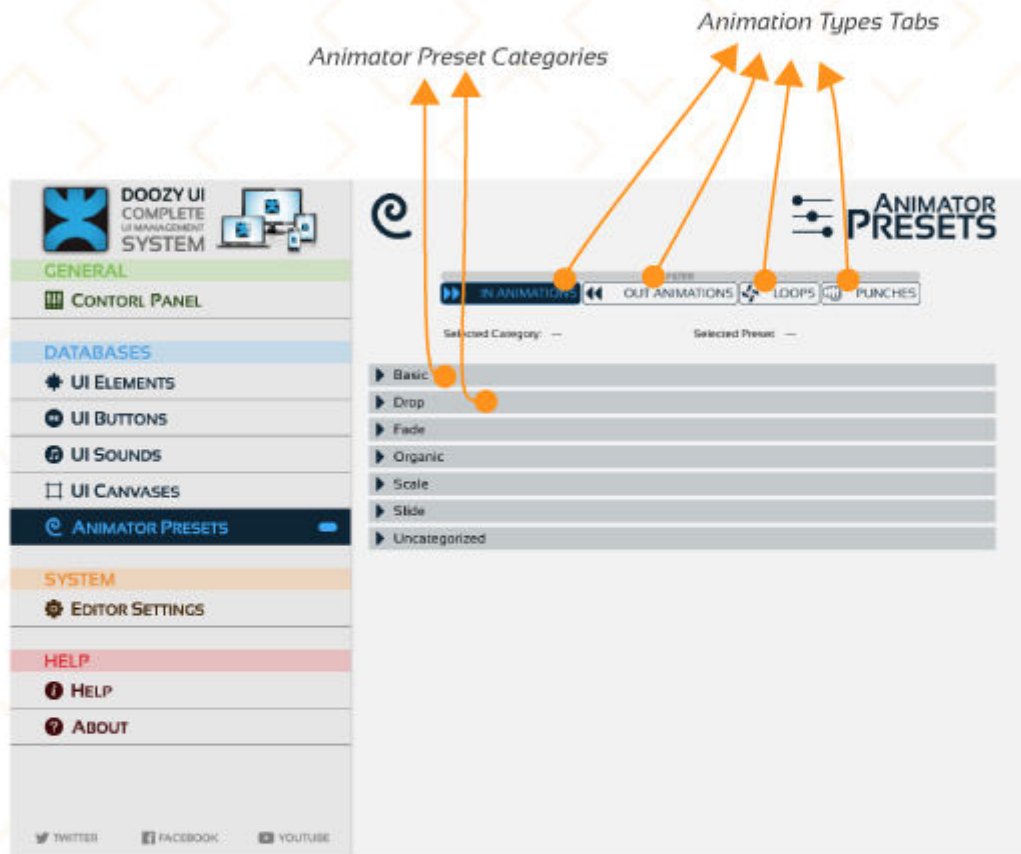 Animation Types Tabs
Animator Preset Categories
DOOZY UI
COMPLETE
UI MANAGEMENT
SYSTEM
GENERAL
CONTORL PANEL
DATABASES
UI ELEMENTS
UI BUTTONS
UI SOUNDS
UI CANVASES
ANIMATOR PRESETS
SYSTEM
EDITOR SETTINGS
HELP
HELP
ABOUT
TWITTER FACEBOOK YOUTUBE
ANIMATOR
PRESETS
IN ANIMATIONS OUT ANIMATIONS LOOPS PUNCHES
Selected Category: --- Selected Preset: ---
Basic
Drop
Fade
Organic
Scale
Slide
Uncategorized